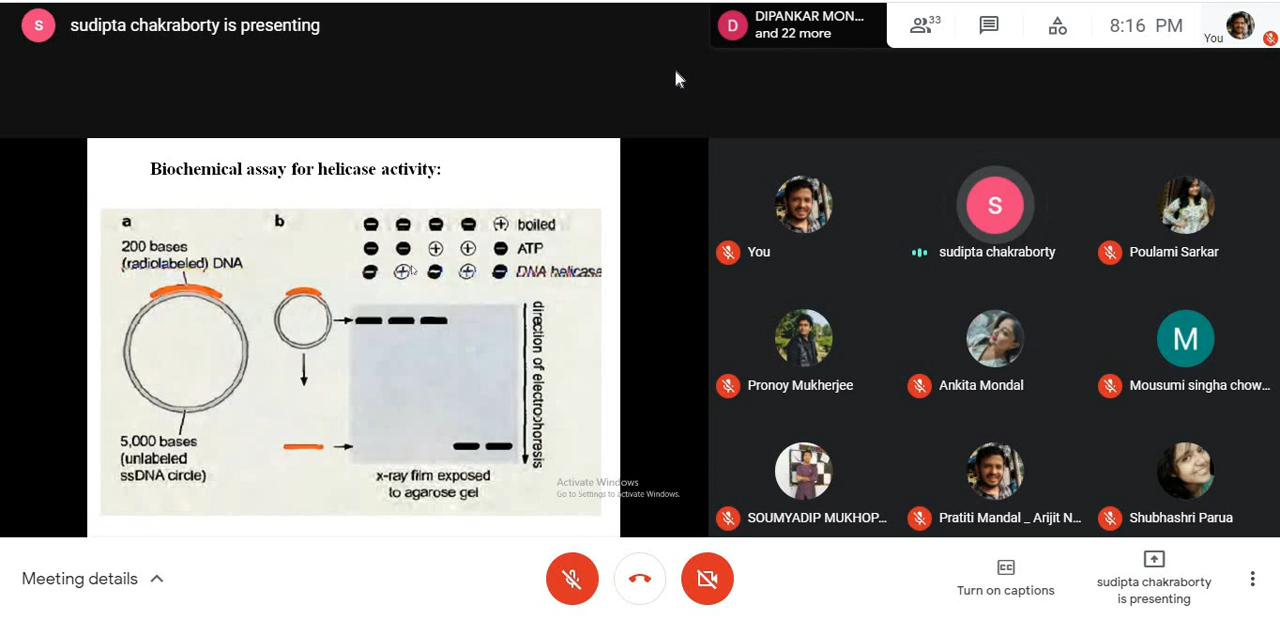 S
sudipta chakraborty is presenting
D
DIPANKAR MON...
and 22 more
33
8:16 PM
You
Biochemical assay for helicase activity:
a
b
boiled
200 bases
ATP
(radiolabeled) DNA
DNA helicase
direction of electrophoresis
5,000 bases
(unlabeled
ssDNA circle)
x-ray film exposed
to agarose gel
Activate Windows
Go to Settings to activate Windows.
S
You
sudipta chakraborty
Poulami Sarkar
M
Pronoy Mukherjee
Ankita Mondal
Mousumi singha chow...
SOUMYADIP MUKHOP...
Pratiti Mandal _ Arijit N...
Shubhashri Parua
Meeting details
CC
Turn on captions
sudipta chakraborty
is presenting